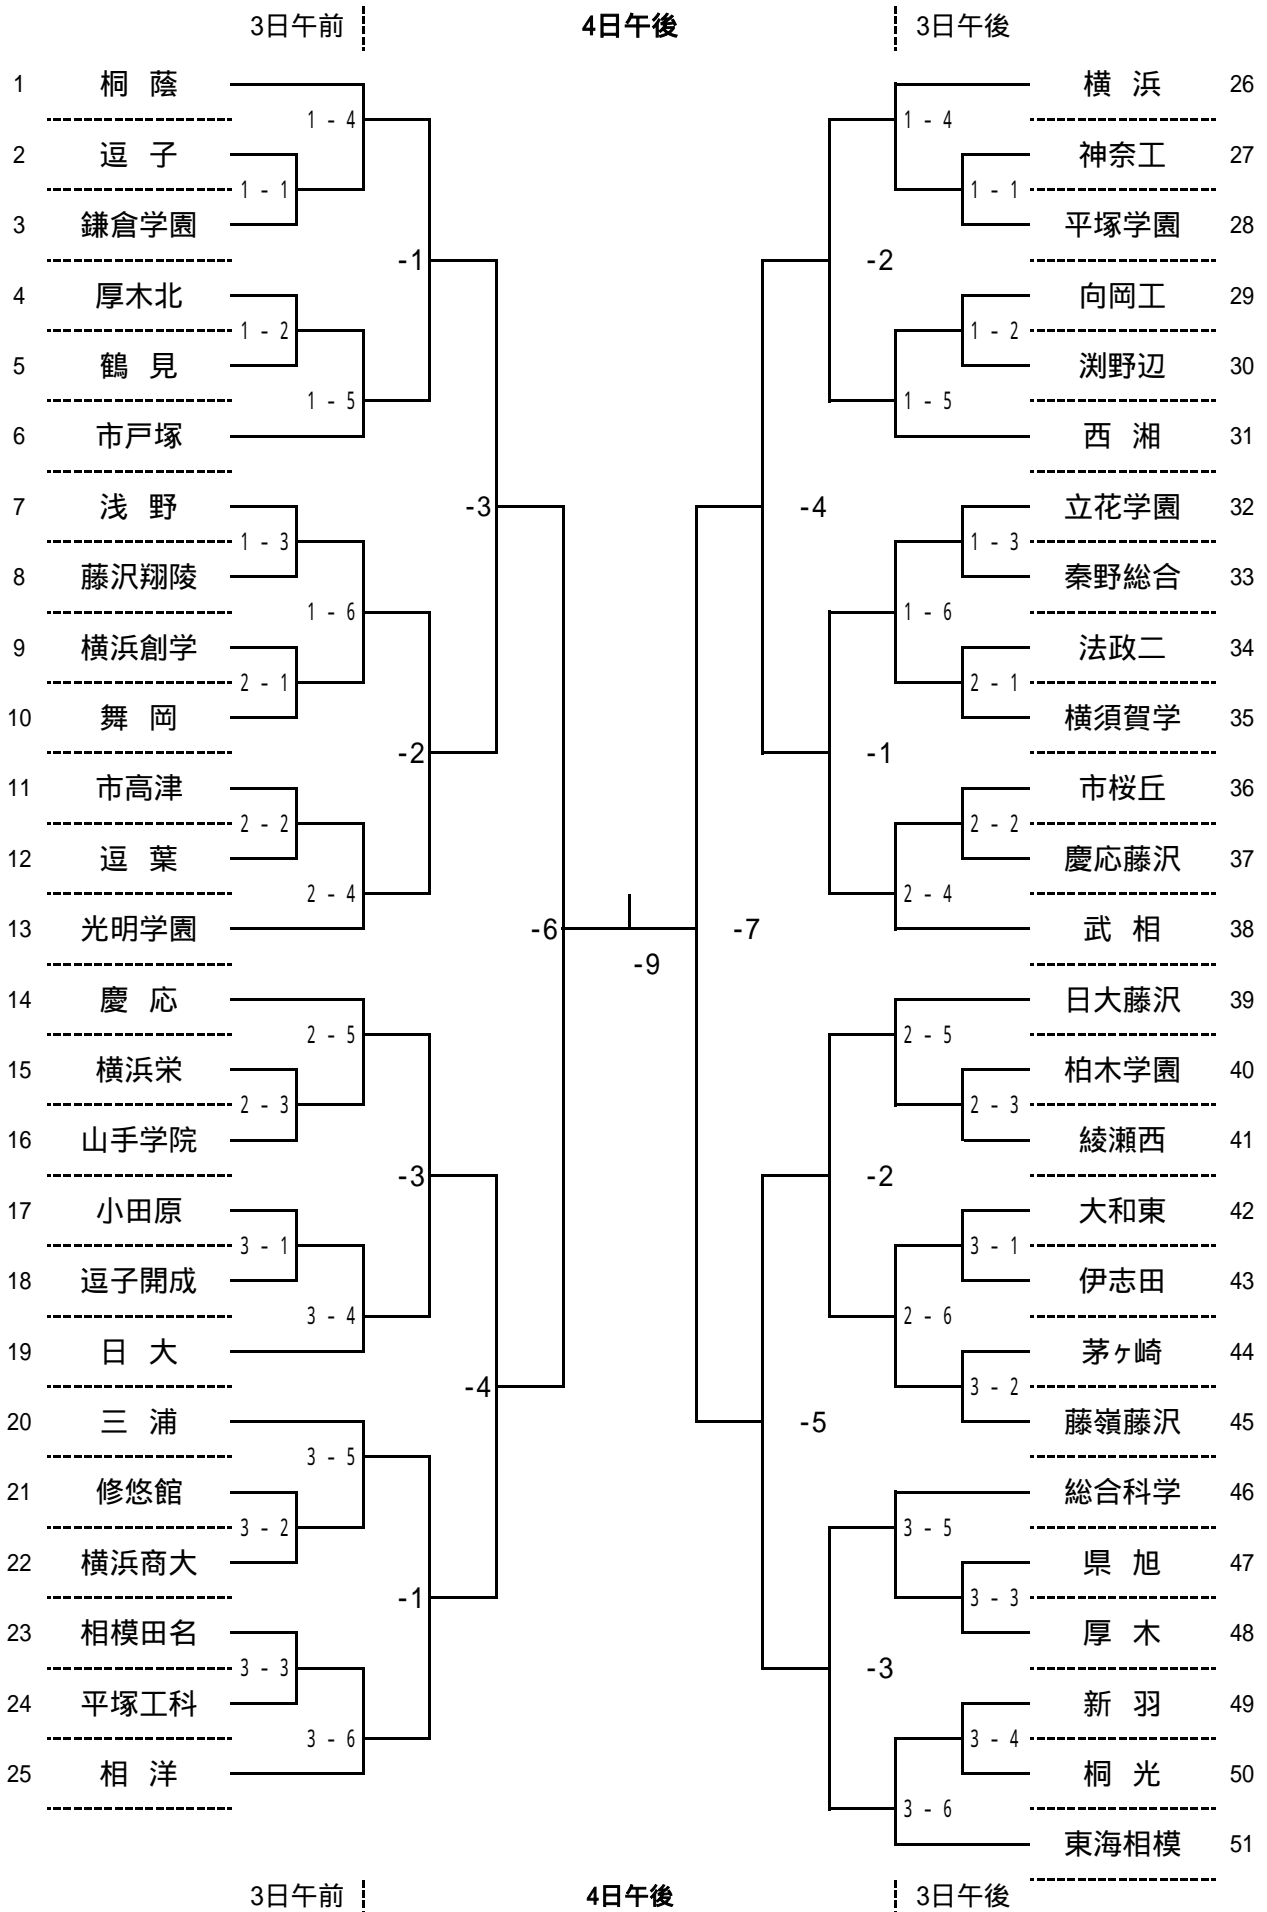 3日午前 4日午後 3日午後
1 桐 蔭 横 浜 26
1 - 4 1 - 4
2 逗 子 神奈工 27
1 - 1 1 - 1
3 鎌倉学園 平塚学園 28
-1 -2
4 厚木北 向岡工 29
1 - 2 1 - 2
5 鶴 見 渕野辺 30
1 - 5 1 - 5
6 市戸塚 西 湘 31
7 浅 野 -3 -4 立花学園 32
1 - 3 1 - 3
8 藤沢翔陵 秦野総合 33
1 - 6 1 - 6
9 横浜創学 法政二 34
2 - 1 2 - 1
10 舞 岡 横須賀学 35
-2 -1
11 市高津 市桜丘 36
2 - 2 2 - 2
12 逗 葉 慶応藤沢 37
2 - 4 2 - 4
13 光明学園 -6 -7 武 相 38
-9
14 慶 応 日大藤沢 39
2 - 5 2 - 5
15 横浜栄 柏木学園 40
2 - 3 2 - 3
16 山手学院 綾瀬西 41
-3 -2
17 小田原 大和東 42
3 - 1 3 - 1
18 逗子開成 伊志田 43
3 - 4 2 - 6
19 日 大 茅ヶ崎 44
-4 3 - 2
20 三 浦 -5 藤嶺藤沢 45
3 - 5
21 修悠館 総合科学 46
3 - 2 3 - 5
22 横浜商大 県 旭 47
-1 3 - 3
23 相模田名 厚 木 48
3 - 3 -3
24 平塚工科 新 羽 49
3 - 6 3 - 4
25 相 洋 桐 光 50
3 - 6
東海相模 51
3日午前 4日午後 3日午後